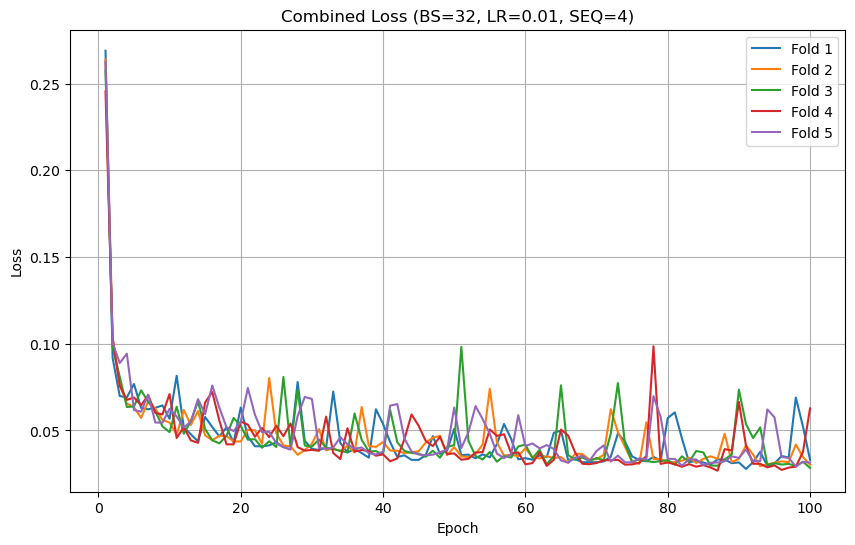 Combined Loss (BS=32, LR=0.01, SEQ=4)
Fold 1
Fold 2
Fold 3
Fold 4
Fold 5
Loss
0.25
0.20
0.15
0.10
0.05
0
20
40
60
80
100
Epoch